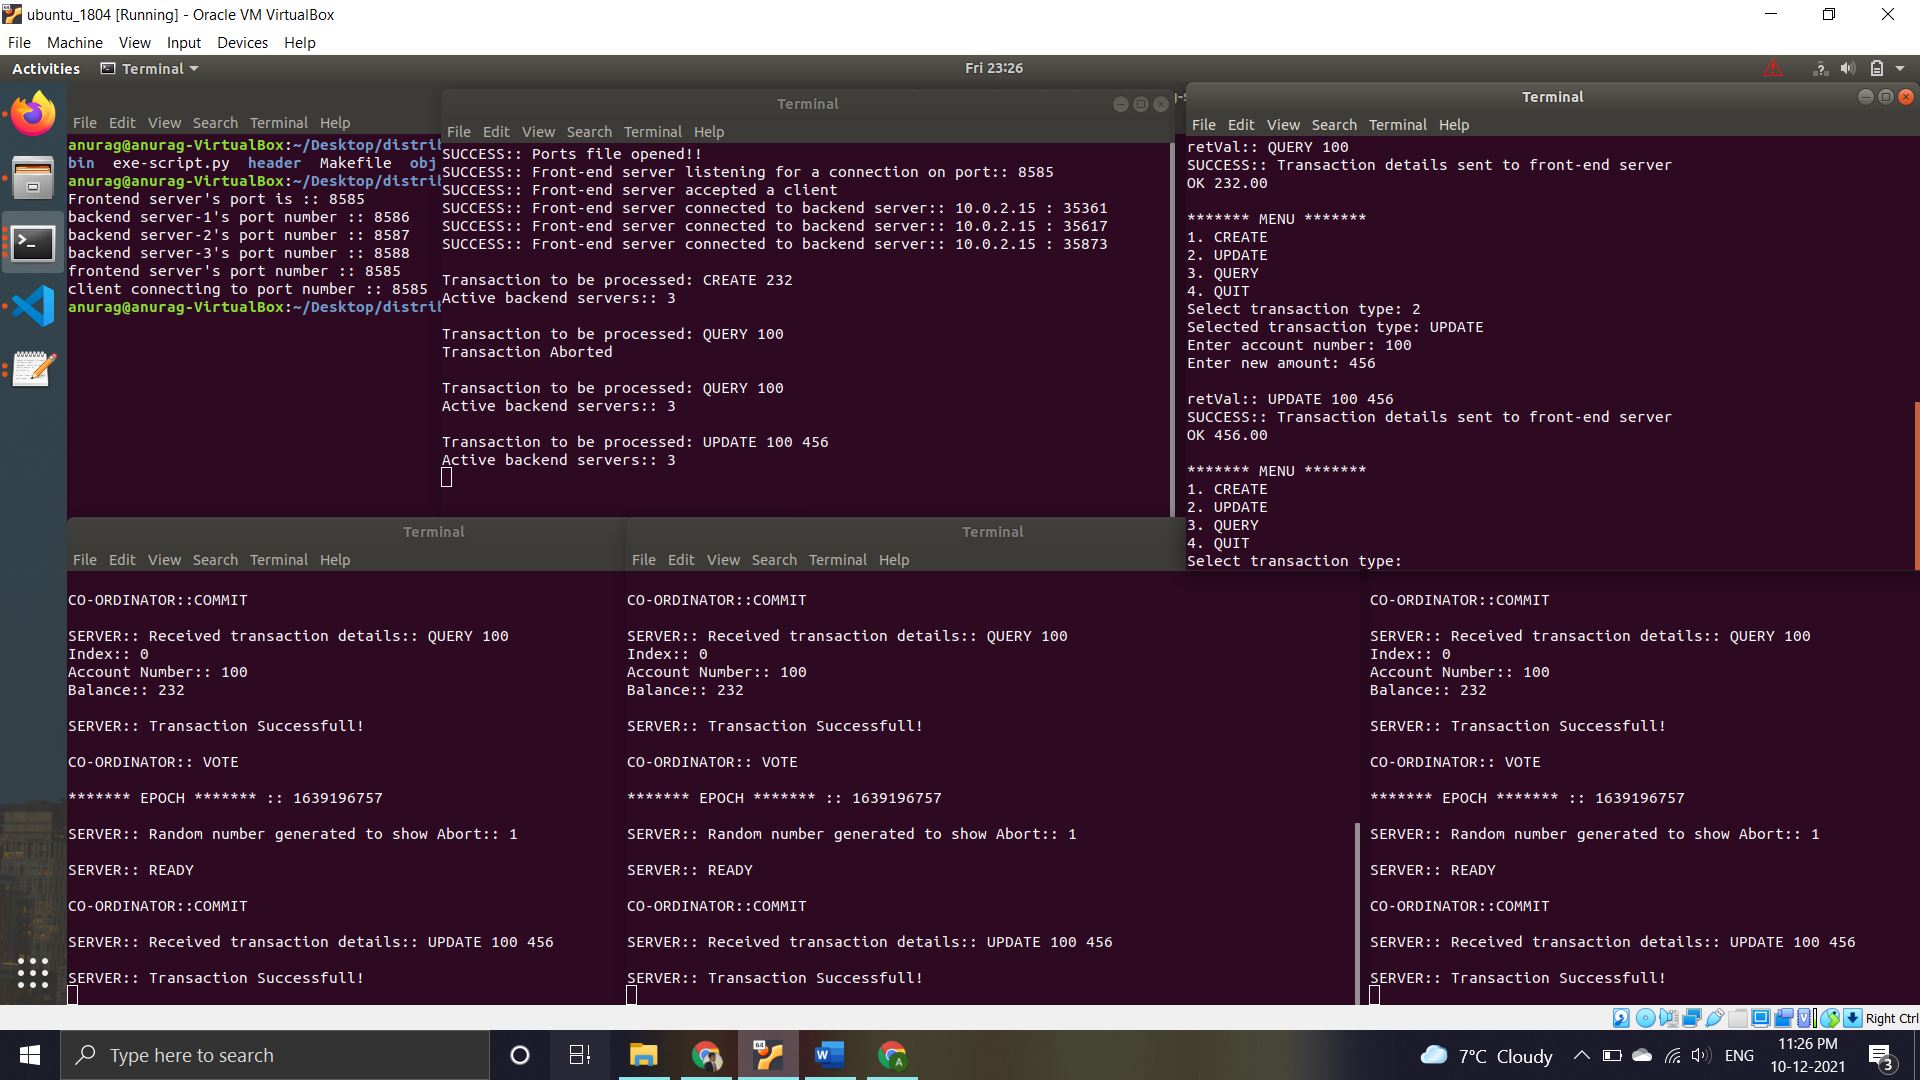 ubuntu_1804 [Running] - Oracle VM VirtualBox
File Machine View Input Devices Help
Activities Terminal Fri 23:26
File Edit View Search Terminal Help
anurag@anurag-VirtualBox:~/Desktop/distrib
bin exe-script.py header Makefile obj
anurag@anurag-VirtualBox:~/Desktop/distrib
Frontend server's port is :: 8585
backend server-1's port number :: 8586
backend server-2's port number :: 8587
backend server-3's port number :: 8588
frontend server's port number :: 8585
client connecting to port number :: 8585
anurag@anurag-VirtualBox:~/Desktop/distrib
Terminal
File Edit View Search Terminal Help
SUCCESS:: Ports file opened!!
SUCCESS:: Front-end server listening for a connection on port:: 8585
SUCCESS:: Front-end server accepted a client
SUCCESS:: Front-end server connected to backend server:: 10.0.2.15 : 35361
SUCCESS:: Front-end server connected to backend server:: 10.0.2.15 : 35617
SUCCESS:: Front-end server connected to backend server:: 10.0.2.15 : 35873
Transaction to be processed: CREATE 232
Active backend servers:: 3
Transaction to be processed: QUERY 100
Transaction Aborted
Transaction to be processed: QUERY 100
Active backend servers:: 3
Transaction to be processed: UPDATE 100 456
Active backend servers:: 3
Terminal
File Edit View Search Terminal Help
retVal:: QUERY 100
SUCCESS:: Transaction details sent to front-end server
OK 232.00
******* MENU *******
1. CREATE
2. UPDATE
3. QUERY
4. QUIT
Select transaction type: 2
Selected transaction type: UPDATE
Enter account number: 100
Enter new amount: 456
retVal:: UPDATE 100 456
SUCCESS:: Transaction details sent to front-end server
OK 456.00
******* MENU *******
1. CREATE
2. UPDATE
3. QUERY
4. QUIT
Select transaction type:
Terminal
File Edit View Search Terminal Help
CO-ORDINATOR::COMMIT
SERVER:: Received transaction details:: QUERY 100
Index:: 0
Account Number:: 100
Balance:: 232
SERVER:: Transaction Successfull!
CO-ORDINATOR:: VOTE
******* EPOCH ******* :: 1639196757
SERVER:: Random number generated to show Abort:: 1
SERVER:: READY
CO-ORDINATOR::COMMIT
SERVER:: Received transaction details:: UPDATE 100 456
SERVER:: Transaction Successfull!
Terminal
File Edit View Search Terminal Help
CO-ORDINATOR::COMMIT
SERVER:: Received transaction details:: QUERY 100
Index:: 0
Account Number:: 100
Balance:: 232
SERVER:: Transaction Successfull!
CO-ORDINATOR:: VOTE
******* EPOCH ******* :: 1639196757
SERVER:: Random number generated to show Abort:: 1
SERVER:: READY
CO-ORDINATOR::COMMIT
SERVER:: Received transaction details:: UPDATE 100 456
SERVER:: Transaction Successfull!
CO-ORDINATOR::COMMIT
SERVER:: Received transaction details:: QUERY 100
Index:: 0
Account Number:: 100
Balance:: 232
SERVER:: Transaction Successfull!
CO-ORDINATOR:: VOTE
******* EPOCH ******* :: 1639196757
SERVER:: Random number generated to show Abort:: 1
SERVER:: READY
CO-ORDINATOR::COMMIT
SERVER:: Received transaction details:: UPDATE 100 456
SERVER:: Transaction Successfull!
Right Ctrl
Type here to search
7°C Cloudy
ENG
11:26 PM
10-12-2021
3